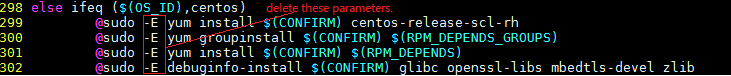 298 else ifeq ($(OS_ID),centos) delete these parameters.
299 @sudo -E yum install $(CONFIRM) centos-release-scl-rh
300 @sudo -E yum groupinstall $(CONFIRM) $(RPM_DEPENDS_GROUPS)
301 @sudo -E yum install $(CONFIRM) $(RPM_DEPENDS)
302 @sudo -E debuginfo-install $(CONFIRM) glibc openssl-libs mbedtls-devel zlib